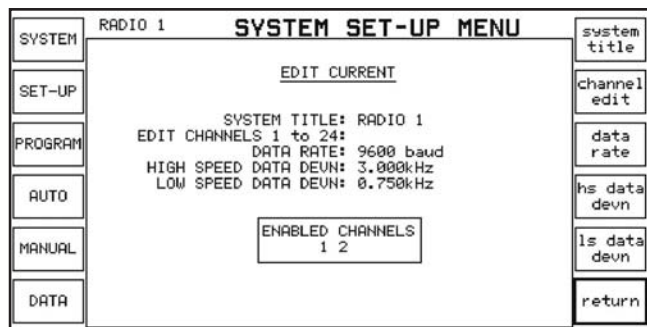 RADIO 1 SYSTEM SET-UP MENU
SYSTEM
SET-UP
PROGRAM
AUTO
MANUAL
DATA
EDIT CURRENT
SYSTEM TITLE: RADIO 1
EDIT CHANNELS 1 to 24:
DATA RATE: 9600 baud
HIGH SPEED DATA DEVN: 3.000kHz
LOW SPEED DATA DEVN: 0.750kHz
ENABLED CHANNELS
1 2
system
title
channel
edit
data
rate
hs data
devn
ls data
devn
return